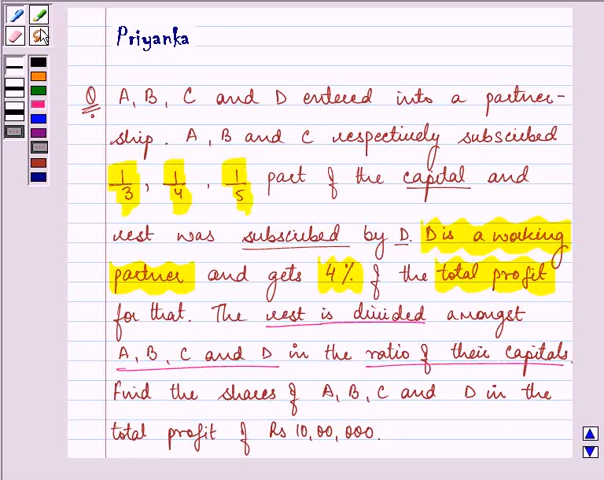 Priyanka
Q A, B, C and D entered into a partner-
ship. A, B and C respectively subscribed
1/3, 1/4, 1/5 part of the capital and
rest was subscribed by D. D is a working
partner and gets 4% of the total profit
for that. The rest is divided amongst
A, B, C and D in the ratio of their capitals.
Find the shares of A, B, C and D in the
total profit of Rs 10,00,000.